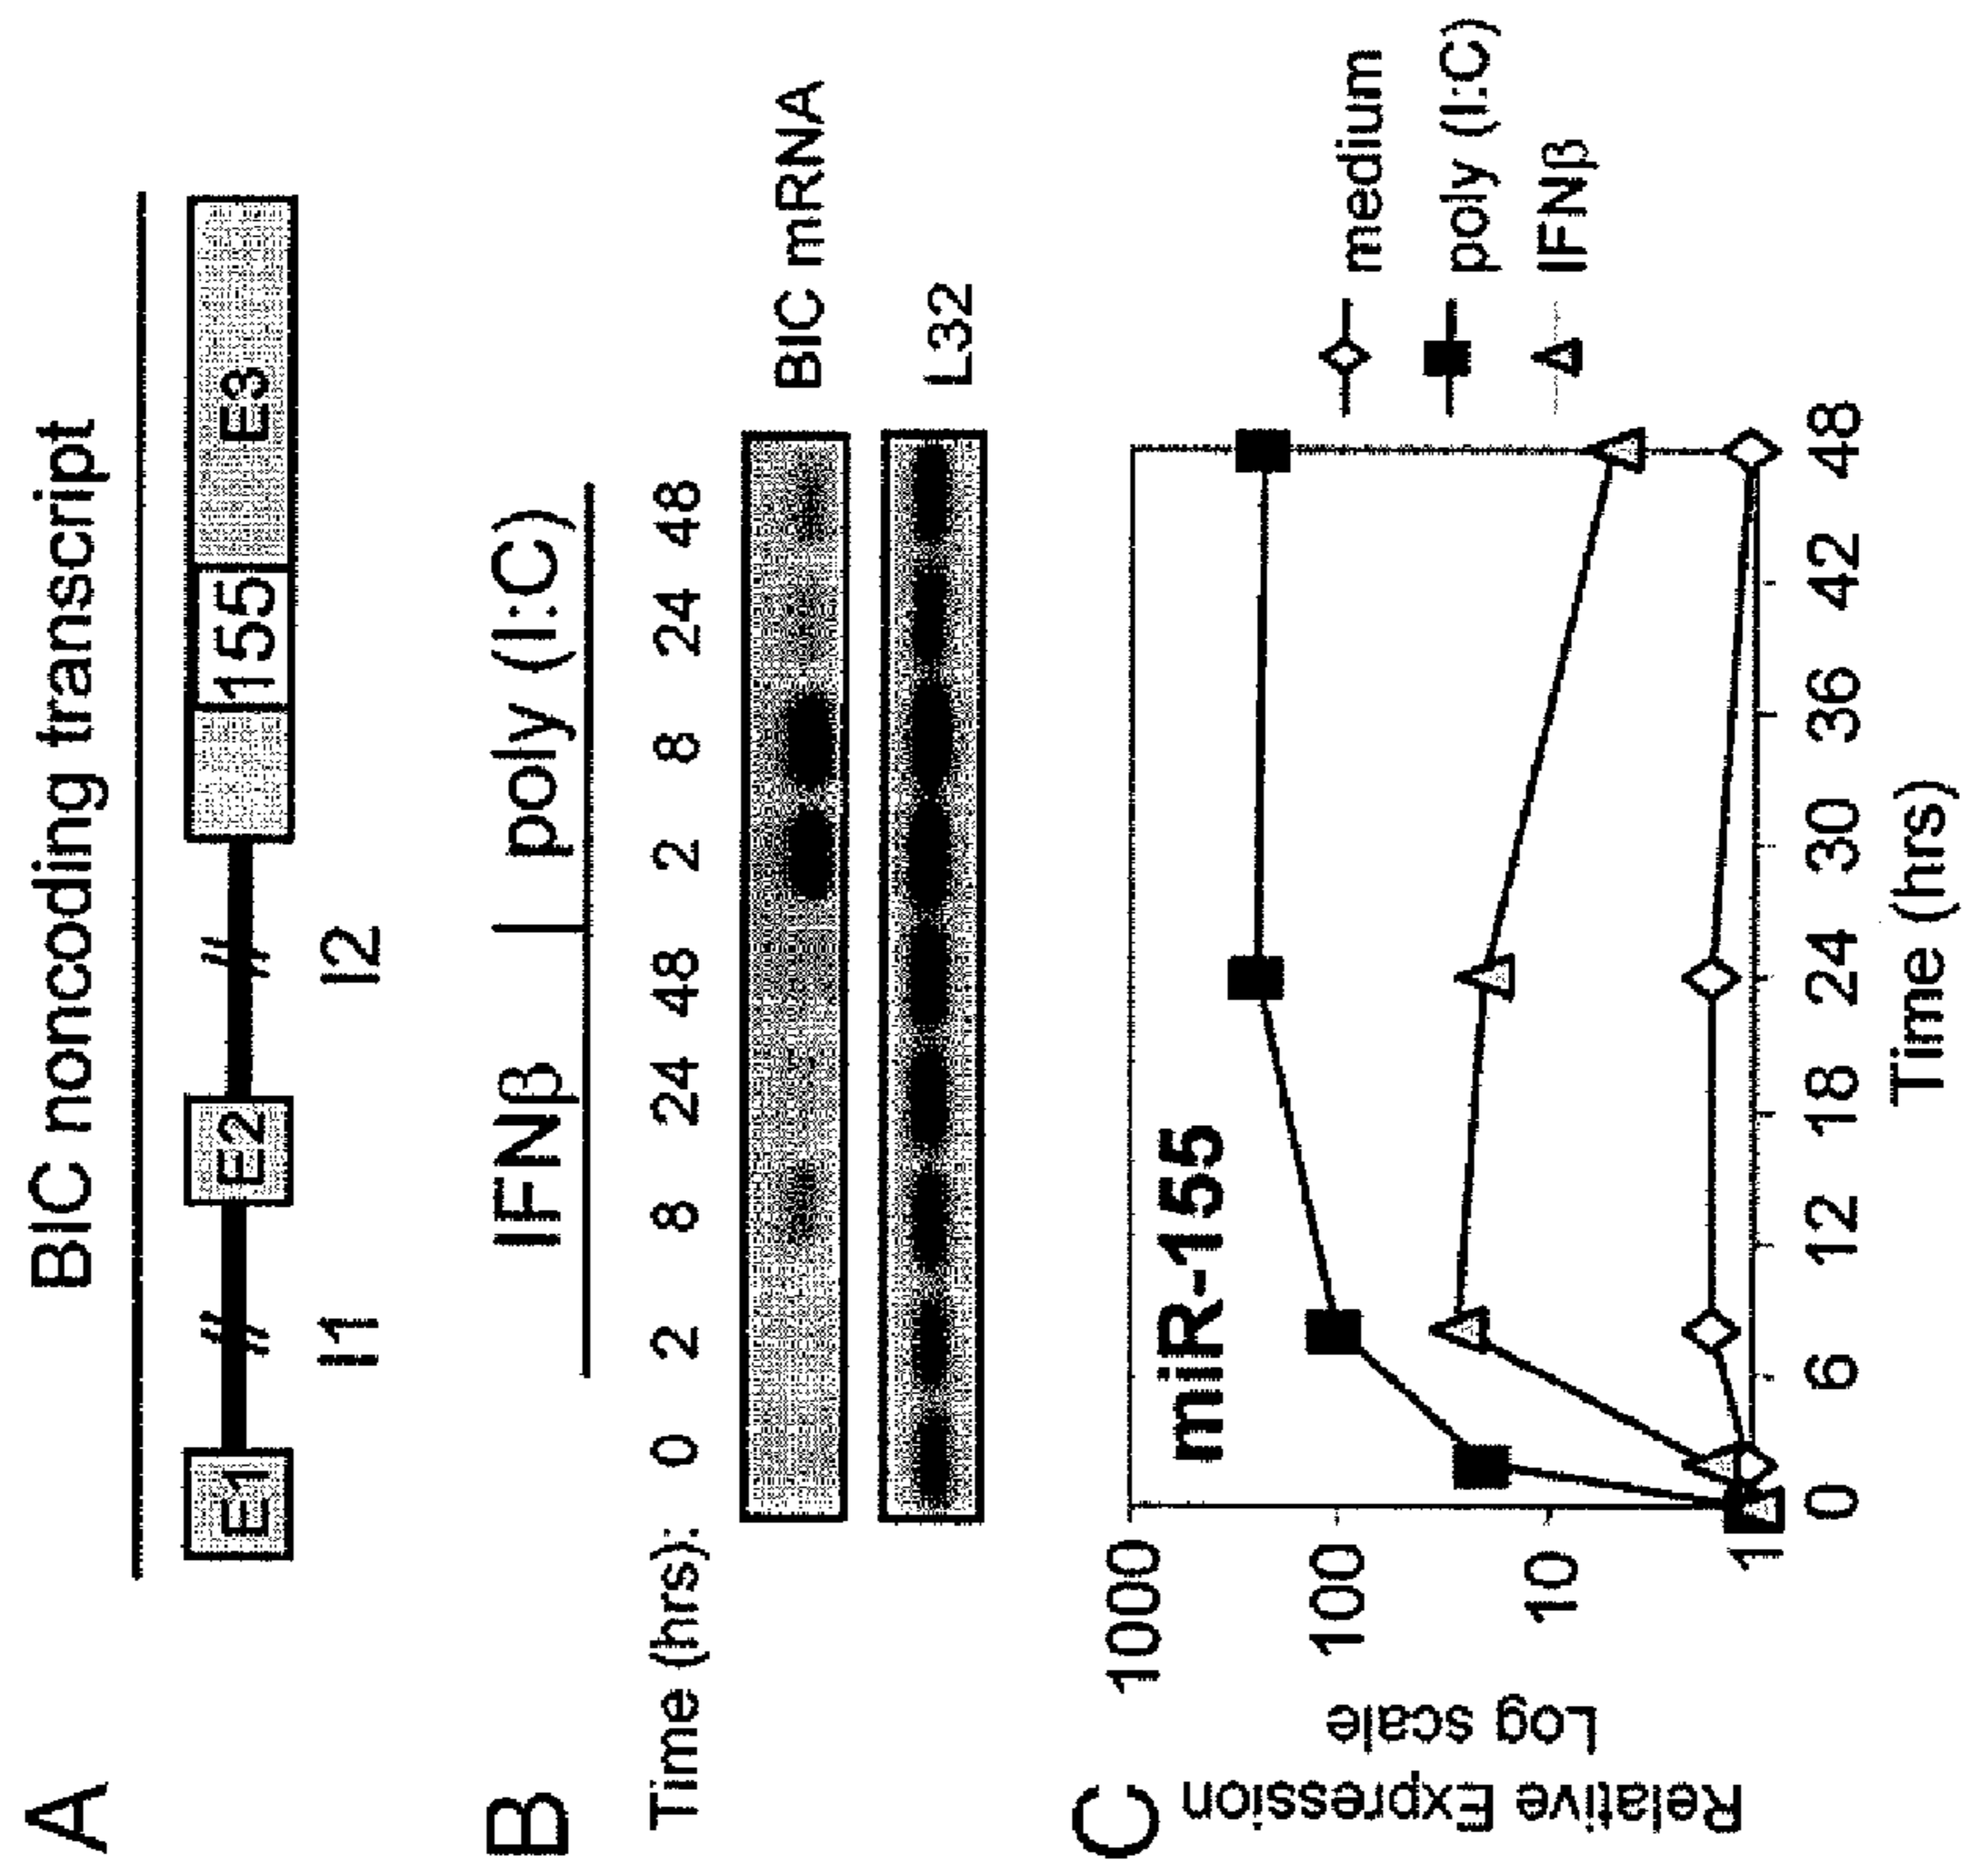 A
BIC noncoding transcript
E1 E2 155 E3
I1 I2
B
IFNβ poly (I:C)
Time (hrs): 0 2 8 24 48 2 8 24 48
BIC mRNA
L32
C
Relative Expression
Log scale
1000
100
10
1
miR-155
0 6 12 18 24 30 36 42 48
Time (hrs)
medium
poly (I:C)
IFNβ